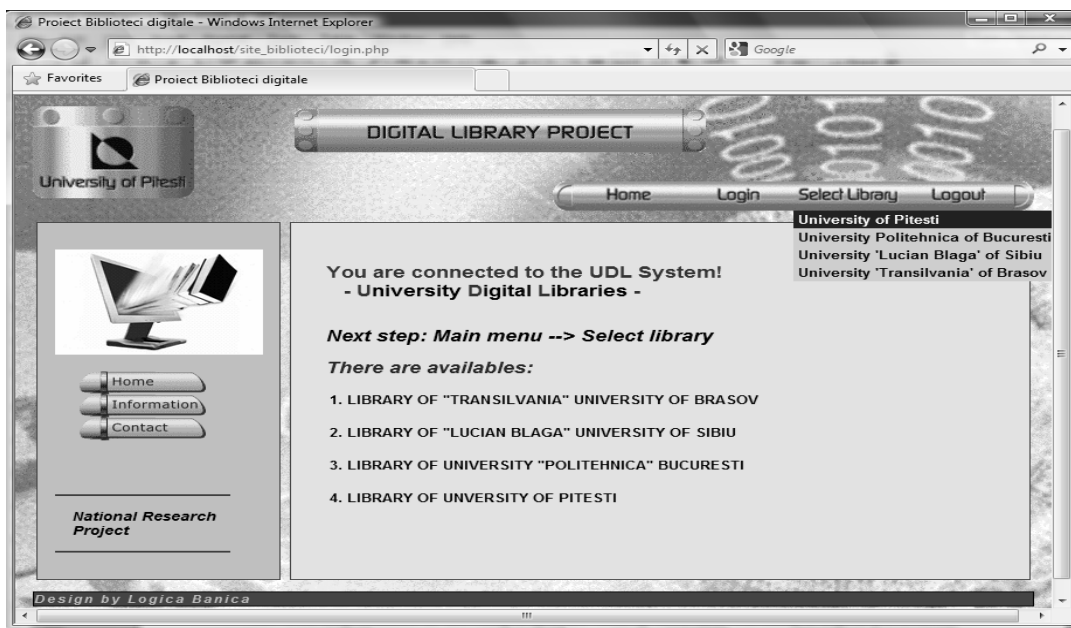 Proiect Biblioteci digitale - Windows Internet Explorer
http://localhost/site_biblioteci/login.php
Google
Favorites
Proiect Biblioteci digitale
DIGITAL LIBRARY PROJECT
University of Pitesti
Home Login Select Library Logout
University of Pitesti
University Politehnica of Bucuresti
University 'Lucian Blaga' of Sibiu
University 'Transilvania' of Brasov
You are connected to the UDL System!
- University Digital Libraries -
Next step: Main menu --> Select library
There are availables:
1. LIBRARY OF "TRANSILVANIA" UNIVERSITY OF BRASOV
2. LIBRARY OF "LUCIAN BLAGA" UNIVERSITY OF SIBIU
3. LIBRARY OF UNIVERSITY "POLITEHNICA" BUCURESTI
4. LIBRARY OF UNVERSITY OF PITESTI
Home
Information
Contact
National Research
Project
Design by Logica Banica